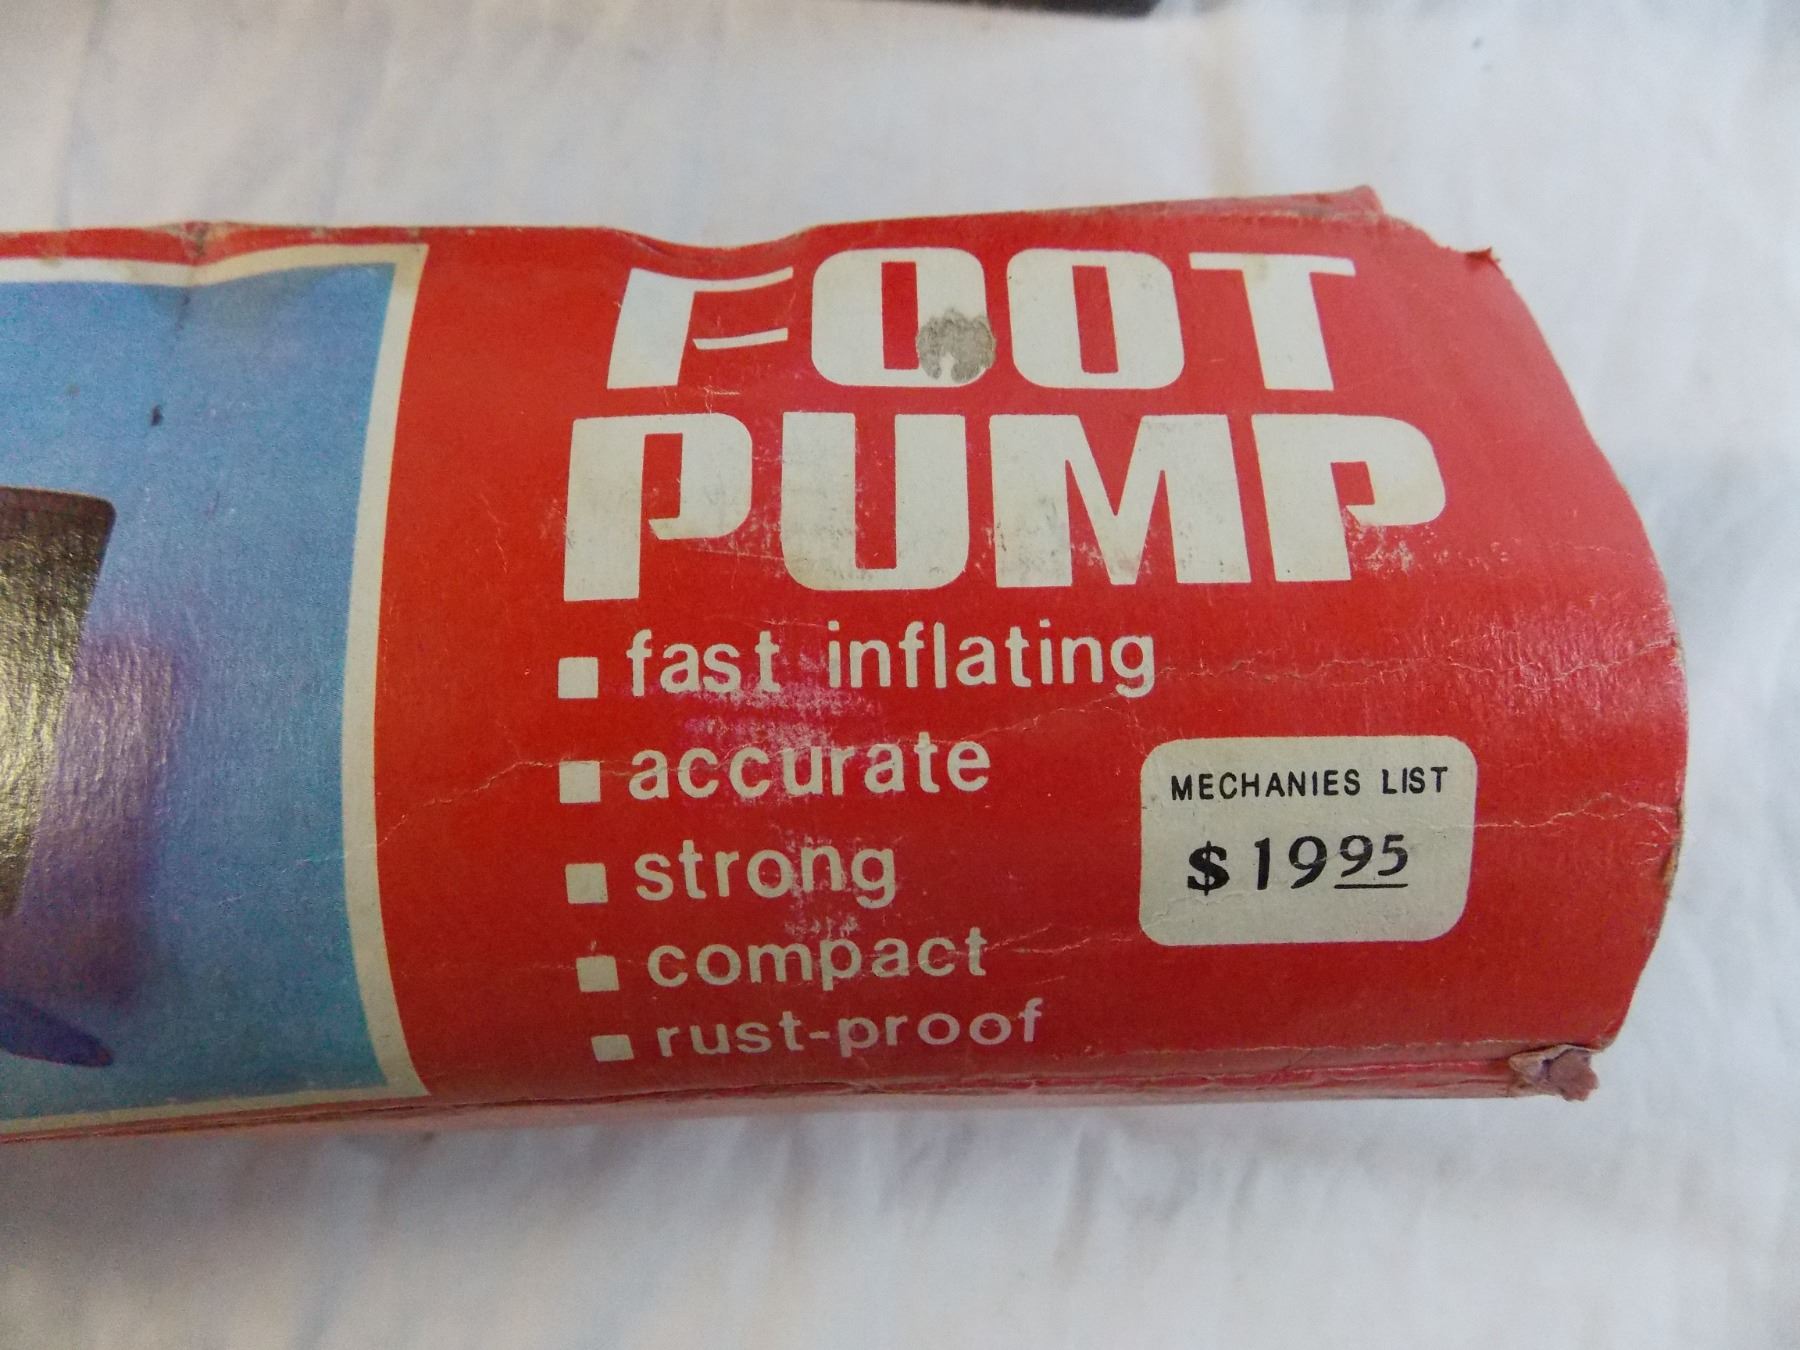 FOOT
PUMP
fast inflating
accurate
strong
compact
rust-proof
MECHANIES LIST
$1995